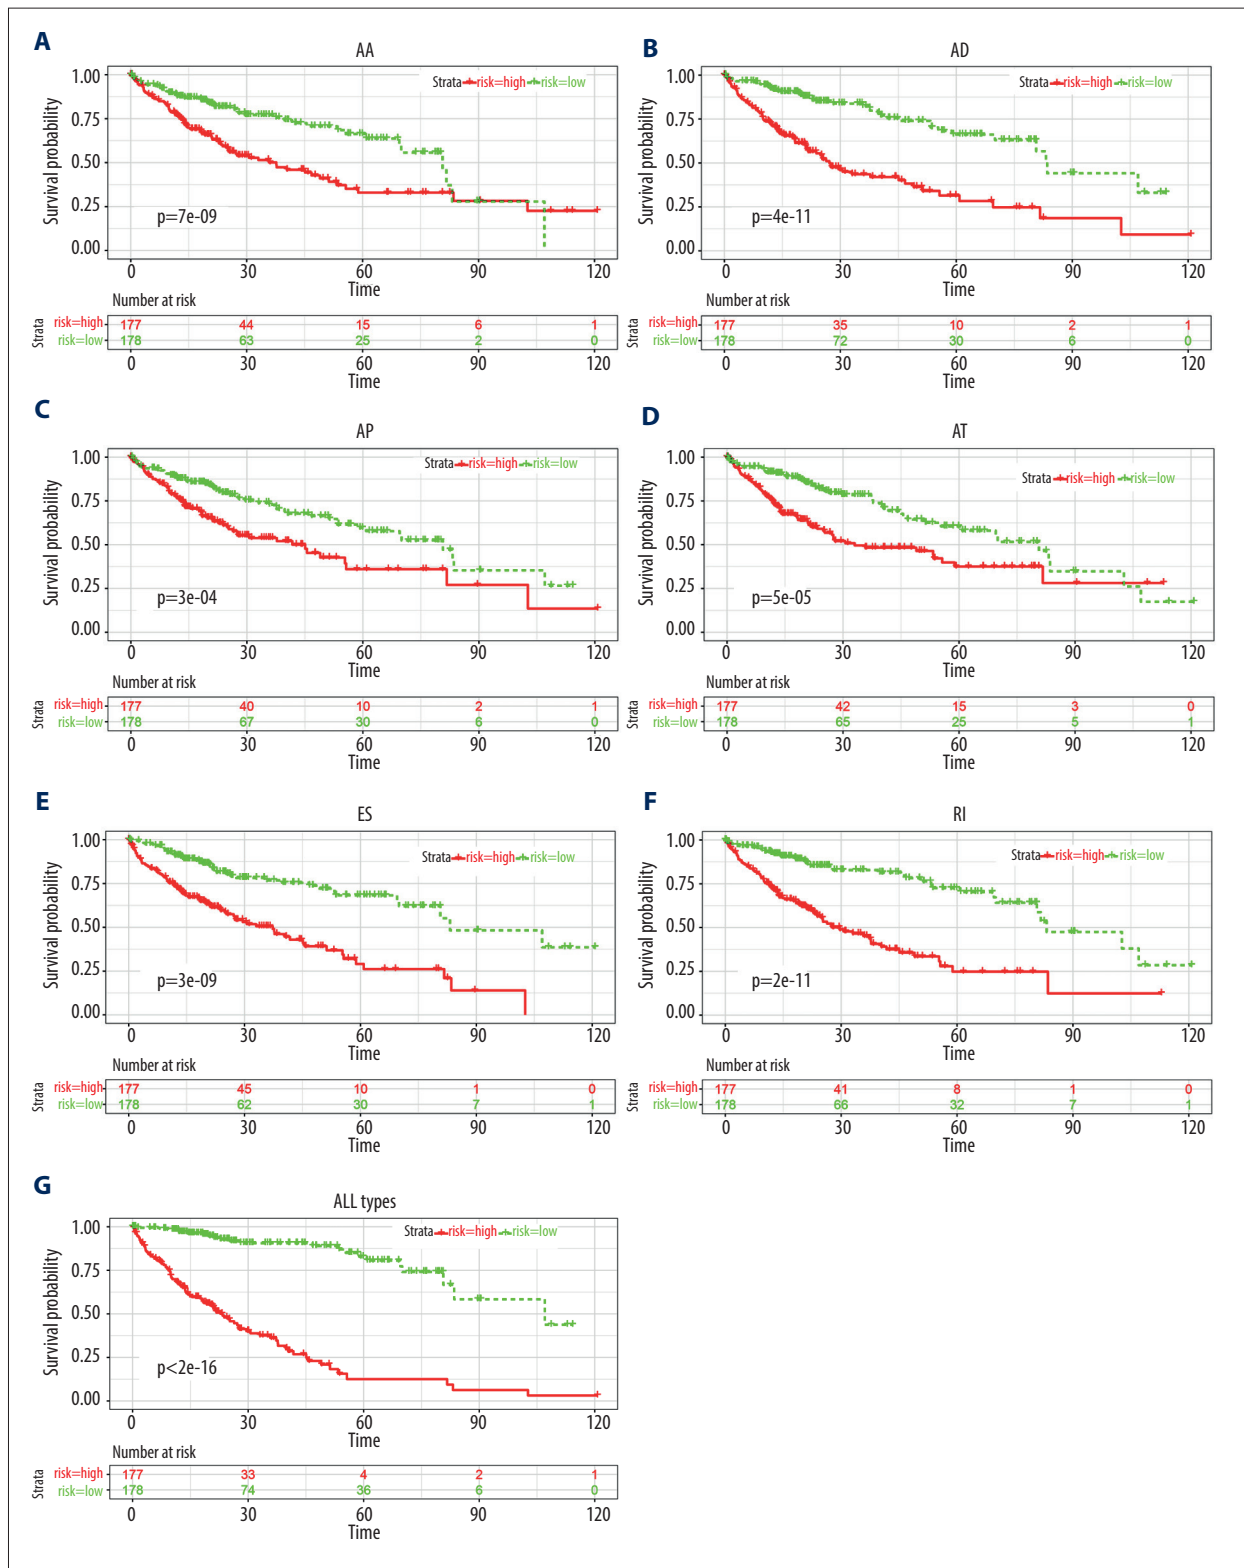 A
AA
Strata risk=high risk=low
Survival probability
1.00
0.75
0.50
0.25
0.00
p=7e-09
0 30 60 90 120
Time
Number at risk
Strata
risk=high 177 44 15 6 1
risk=low 178 63 25 2 0
0 30 60 90 120
Time
B
AD
Strata risk=high risk=low
Survival probability
1.00
0.75
0.50
0.25
0.00
p=4e-11
0 30 60 90 120
Time
Number at risk
Strata
risk=high 177 35 10 2 1
risk=low 178 72 30 6 0
0 30 60 90 120
Time
C
AP
Strata risk=high risk=low
Survival probability
1.00
0.75
0.50
0.25
0.00
p=3e-04
0 30 60 90 120
Time
Number at risk
Strata
risk=high 177 40 10 2 1
risk=low 178 67 30 6 0
0 30 60 90 120
Time
D
AT
Strata risk=high risk=low
Survival probability
1.00
0.75
0.50
0.25
0.00
p=5e-05
0 30 60 90 120
Time
Number at risk
Strata
risk=high 177 42 15 3 0
risk=low 178 65 25 5 1
0 30 60 90 120
Time
E
ES
Strata risk=high risk=low
Survival probability
1.00
0.75
0.50
0.25
0.00
p=3e-09
0 30 60 90 120
Time
Number at risk
Strata
risk=high 177 45 10 1 0
risk=low 178 62 30 7 1
0 30 60 90 120
Time
F
RI
Strata risk=high risk=low
Survival probability
1.00
0.75
0.50
0.25
0.00
p=2e-11
0 30 60 90 120
Time
Number at risk
Strata
risk=high 177 41 8 1 0
risk=low 178 66 32 7 1
0 30 60 90 120
Time
G
ALL types
Strata risk=high risk=low
Survival probability
1.00
0.75
0.50
0.25
0.00
p<2e-16
0 30 60 90 120
Time
Number at risk
Strata
risk=high 177 33 4 2 1
risk=low 178 74 36 6 0
0 30 60 90 120
Time